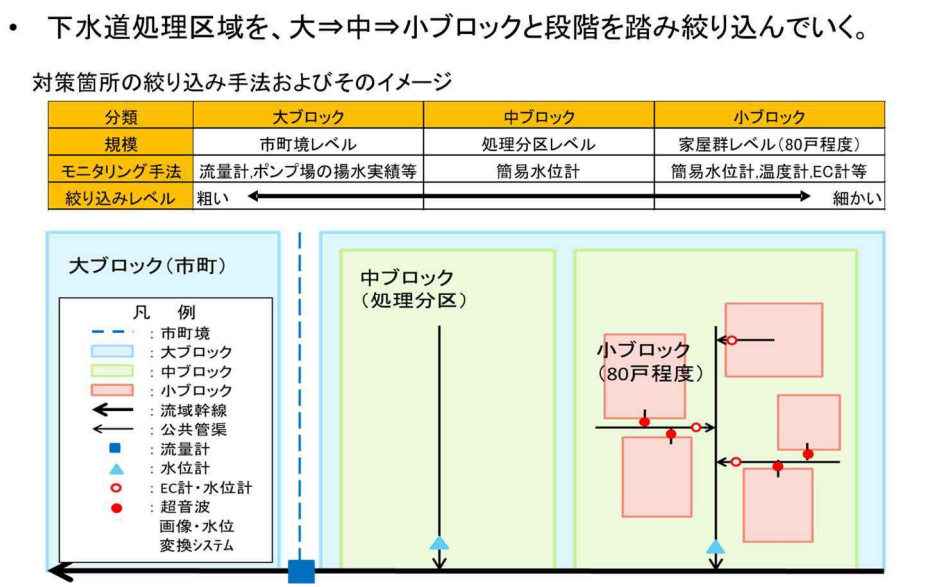 • 下水道処理区域を、大⇒中⇒小ブロックと段階を踏み絞り込んでいく。
対策箇所の絞り込み手法およびそのイメージ
分類 大ブロック 中ブロック 小ブロック
規模 市町境レベル 処理分区レベル 家屋群レベル(80戸程度)
モニタリング手法 流量計,ポンプ場の揚水実績等 簡易水位計 簡易水位計,温度計,EC計等
絞り込みレベル 粗い 細かい
大ブロック(市町)
凡 例
:市町境
:大ブロック
:中ブロック
:小ブロック
:流域幹線
:公共管渠
:流量計
:水位計
:EC計・水位計
:超音波
画像・水位
変換システム
中ブロック
(処理分区)
小ブロック
(80戸程度)